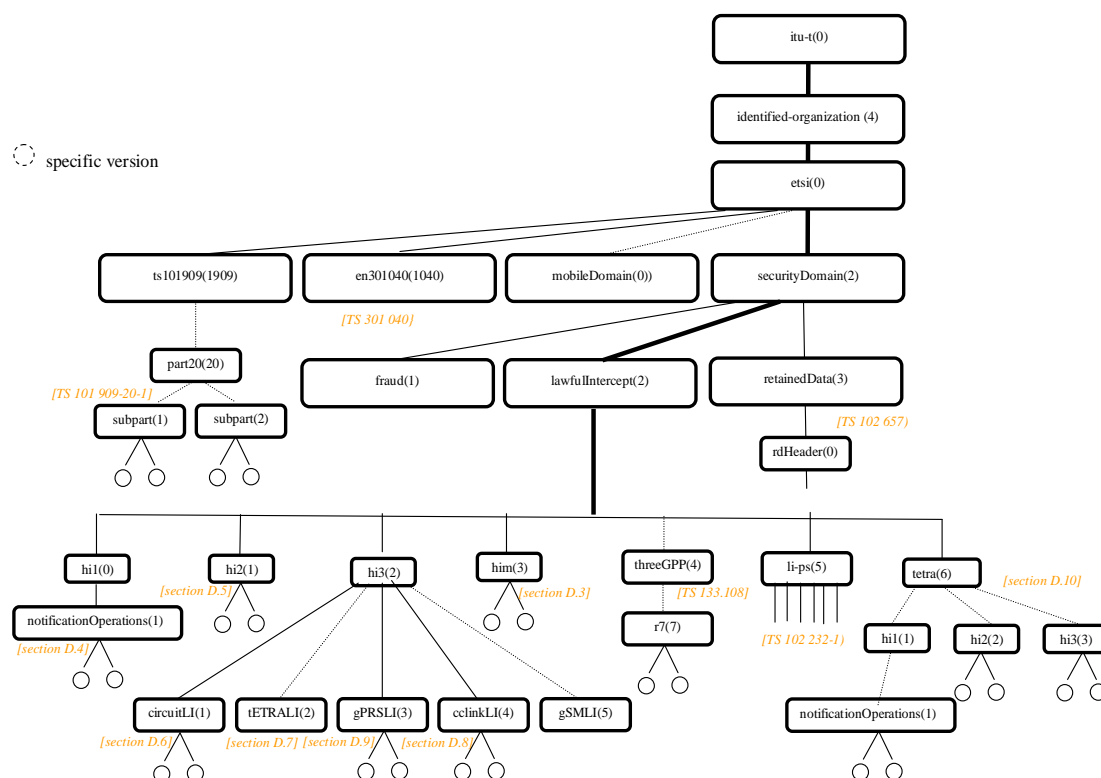 itu-t(0)
identified-organization (4)
specific version
etsi(0)
ts101909(1909)
en301040(1040)
mobileDomain(0))
securityDomain(2)
[TS 301 040}
part20(20)
fraud(1)
lawfulIntercept(2)
retainedData(3)
[TS 101 909-20-1]
subpart(1)
subpart(2)
[TS 102 657)
rdHeader(0)
hi1(0)
hi2(1)
hi3(2)
him(3)
threeGPP(4)
li-ps(5)
tetra(6)
[section D.10]
[section D.5]
[section D.3]
[TS 133.108]
notificationOperations(1)
r7(7)
[TS 102 232-1)
hi1(1)
hi2(2)
hi3(3)
[section D.4]
circuitLI(1)
tETRALI(2)
gPRSLI(3)
cclinkLI(4)
gSMLI(5)
notificationOperations(1)
[section D.6]
[section D.7]
[section D.9]
[section D.8]